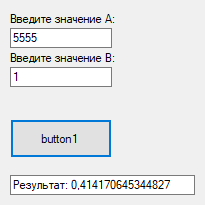 Введите значение A:
5555
Введите значение B:
1
button1
Результат: 0,414170645344827